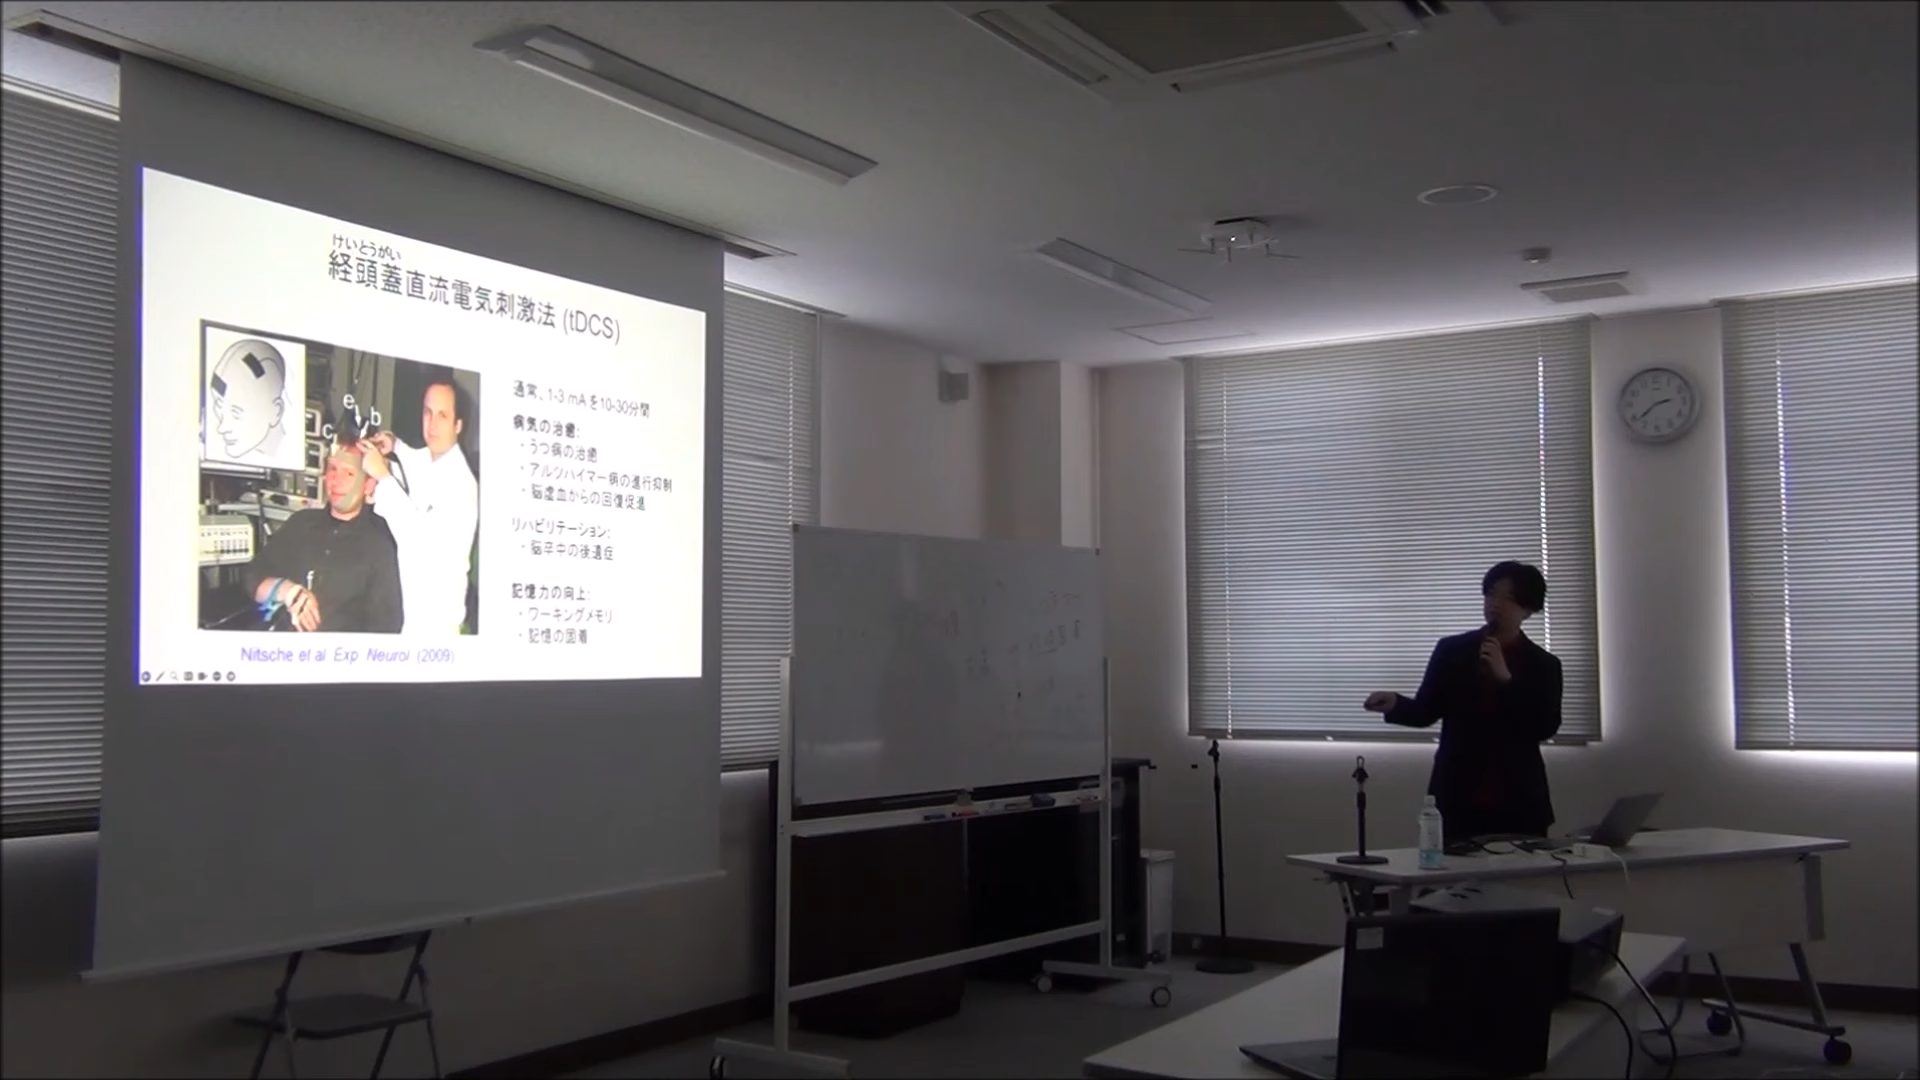 けいとうがい
経頭蓋直流電気刺激法 (tDCS)
e
b
c
f
通常、1-3 mAを10-30分間
病気の治癒:
・うつ病の治癒
・アルツハイマー病の進行抑制
・脳虚血からの回復促進
リハビリテーション:
・脳卒中の後遺症
記憶力の向上:
・ワーキングメモリ
・記憶の固着
Nitsche et al Exp Neurol (2009)